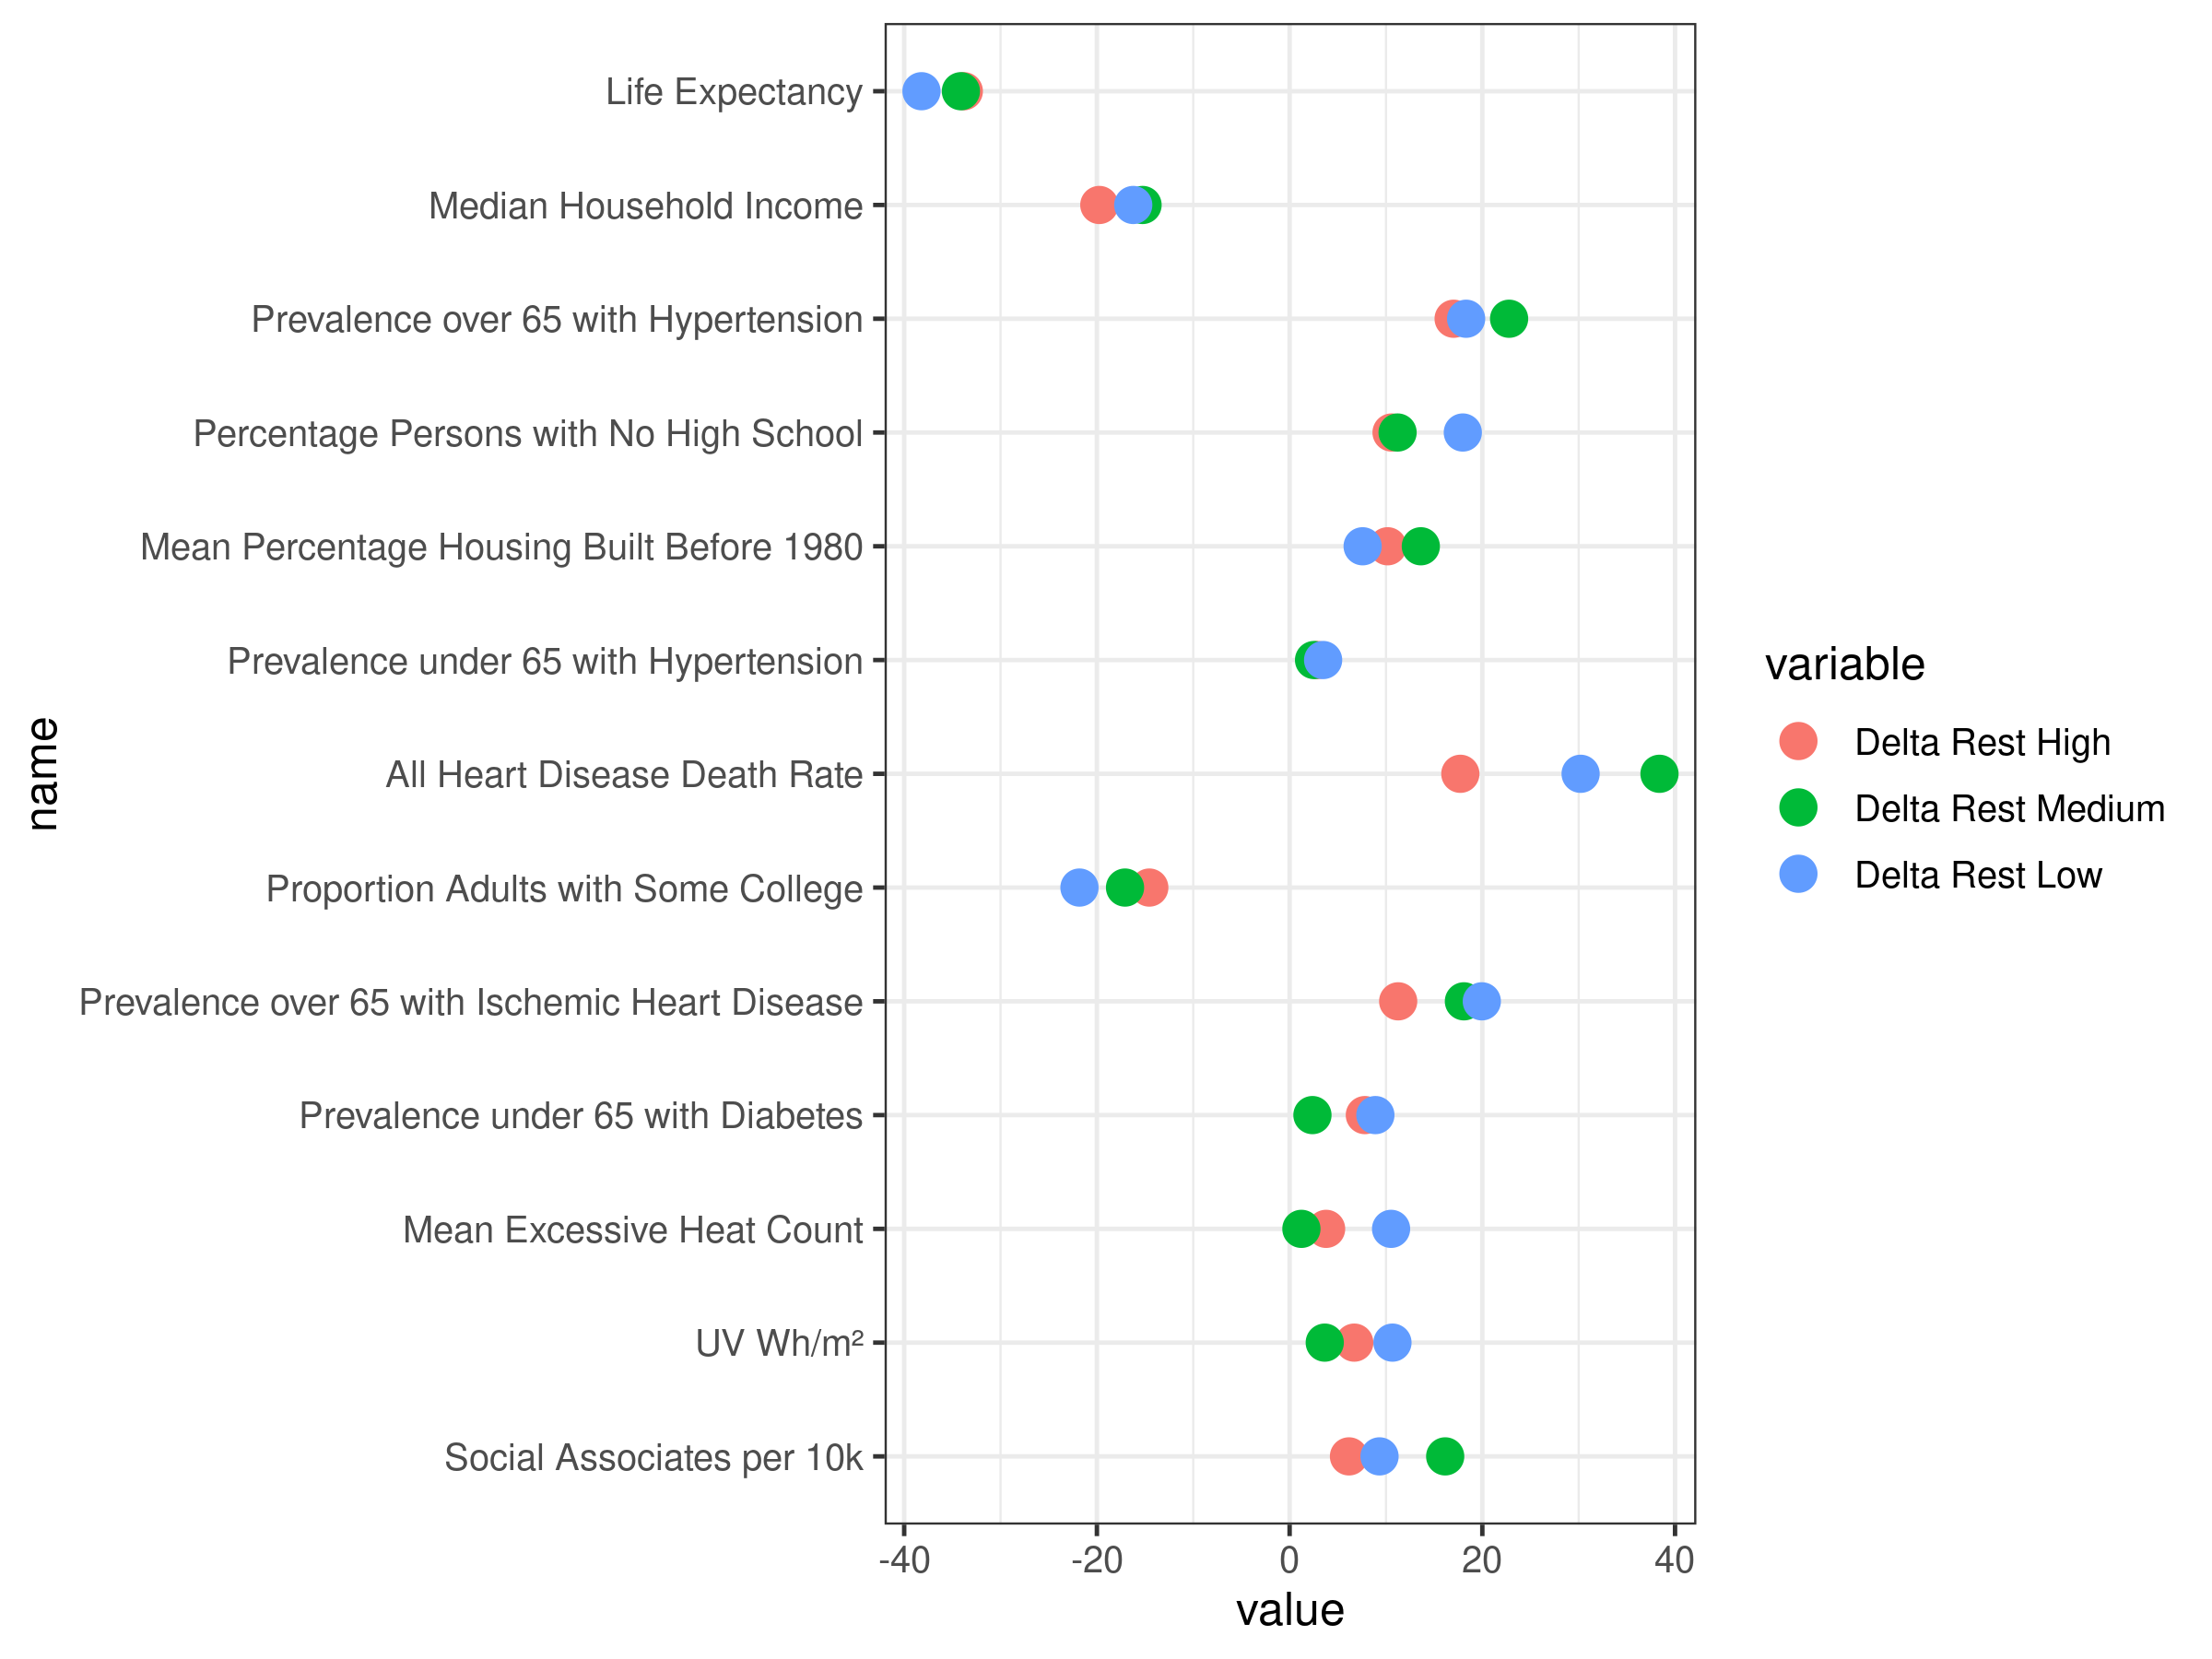 Life Expectancy
Median Household Income
Prevalence over 65 with Hypertension
Percentage Persons with No High School
Mean Percentage Housing Built Before 1980
Prevalence under 65 with Hypertension
All Heart Disease Death Rate
Proportion Adults with Some College
Prevalence over 65 with Ischemic Heart Disease
Prevalence under 65 with Diabetes
Mean Excessive Heat Count
UV Wh/m²
Social Associates per 10k
name
-40 -20 0 20 40
value
variable
Delta Rest High
Delta Rest Medium
Delta Rest Low